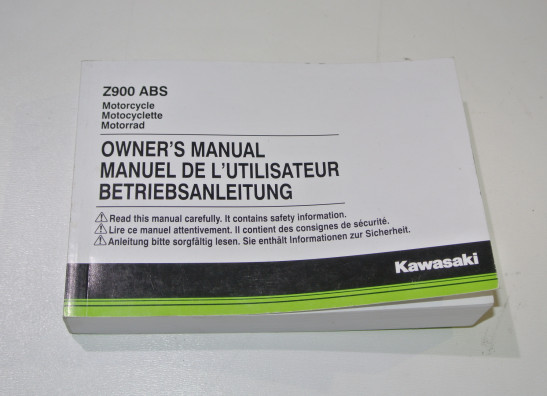 Z900 ABS
Motorcycle
Motocyclette
Motorrad
OWNER'S MANUAL
MANUEL DE L'UTILISATEUR
BETRIEBSANLEITUNG
Read this manual carefully. It contains safety information.
Lire ce manuel attentivement. Il contient des consignes de sécurité.
Anleitung bitte sorgfältig lesen. Sie enthält Informationen zur Sicherheit.
Kawasaki